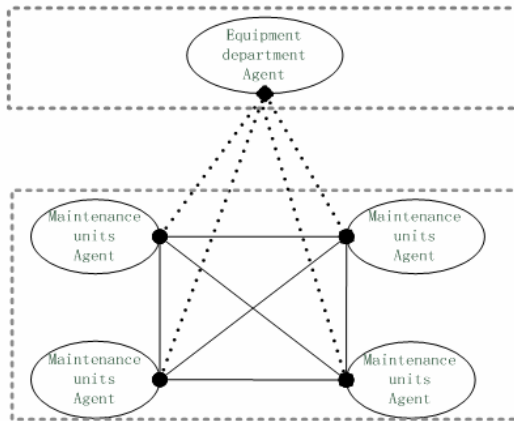 Equipment
department
Agent
Maintenance
units
Agent
Maintenance
units
Agent
Maintenance
units
Agent
Maintenance
units
Agent